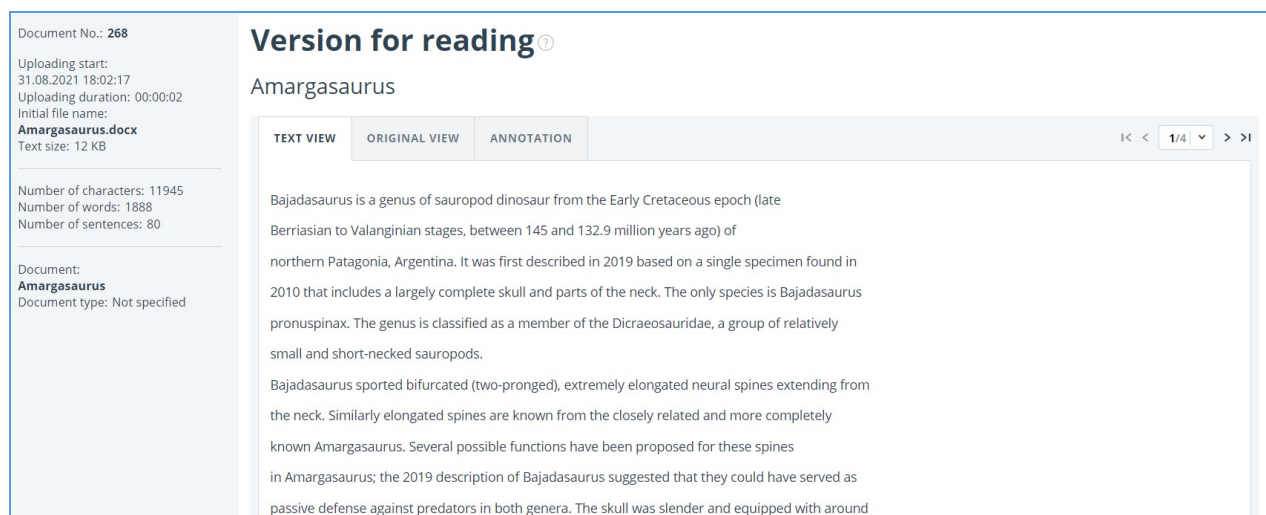 Document No.: 268
Uploading start:
31.08.2021 18:02:17
Uploading duration: 00:00:02
Initial file name:
Amargasaurus.docx
Text size: 12 KB
Number of characters: 11945
Number of words: 1888
Number of sentences: 80
Document:
Amargasaurus
Document type: Not specified
Version for reading ?
Amargasaurus
TEXT VIEW ORIGINAL VIEW ANNOTATION 1/4
Bajadasaurus is a genus of sauropod dinosaur from the Early Cretaceous epoch (late
Berriasian to Valanginian stages, between 145 and 132.9 million years ago) of
northern Patagonia, Argentina. It was first described in 2019 based on a single specimen found in
2010 that includes a largely complete skull and parts of the neck. The only species is Bajadasaurus
pronuspinax. The genus is classified as a member of the Dicraeosauridae, a group of relatively
small and short-necked sauropods.
Bajadasaurus sported bifurcated (two-pronged), extremely elongated neural spines extending from
the neck. Similarly elongated spines are known from the closely related and more completely
known Amargasaurus. Several possible functions have been proposed for these spines
in Amargasaurus; the 2019 description of Bajadasaurus suggested that they could have served as
passive defense against predators in both genera. The skull was slender and equipped with around